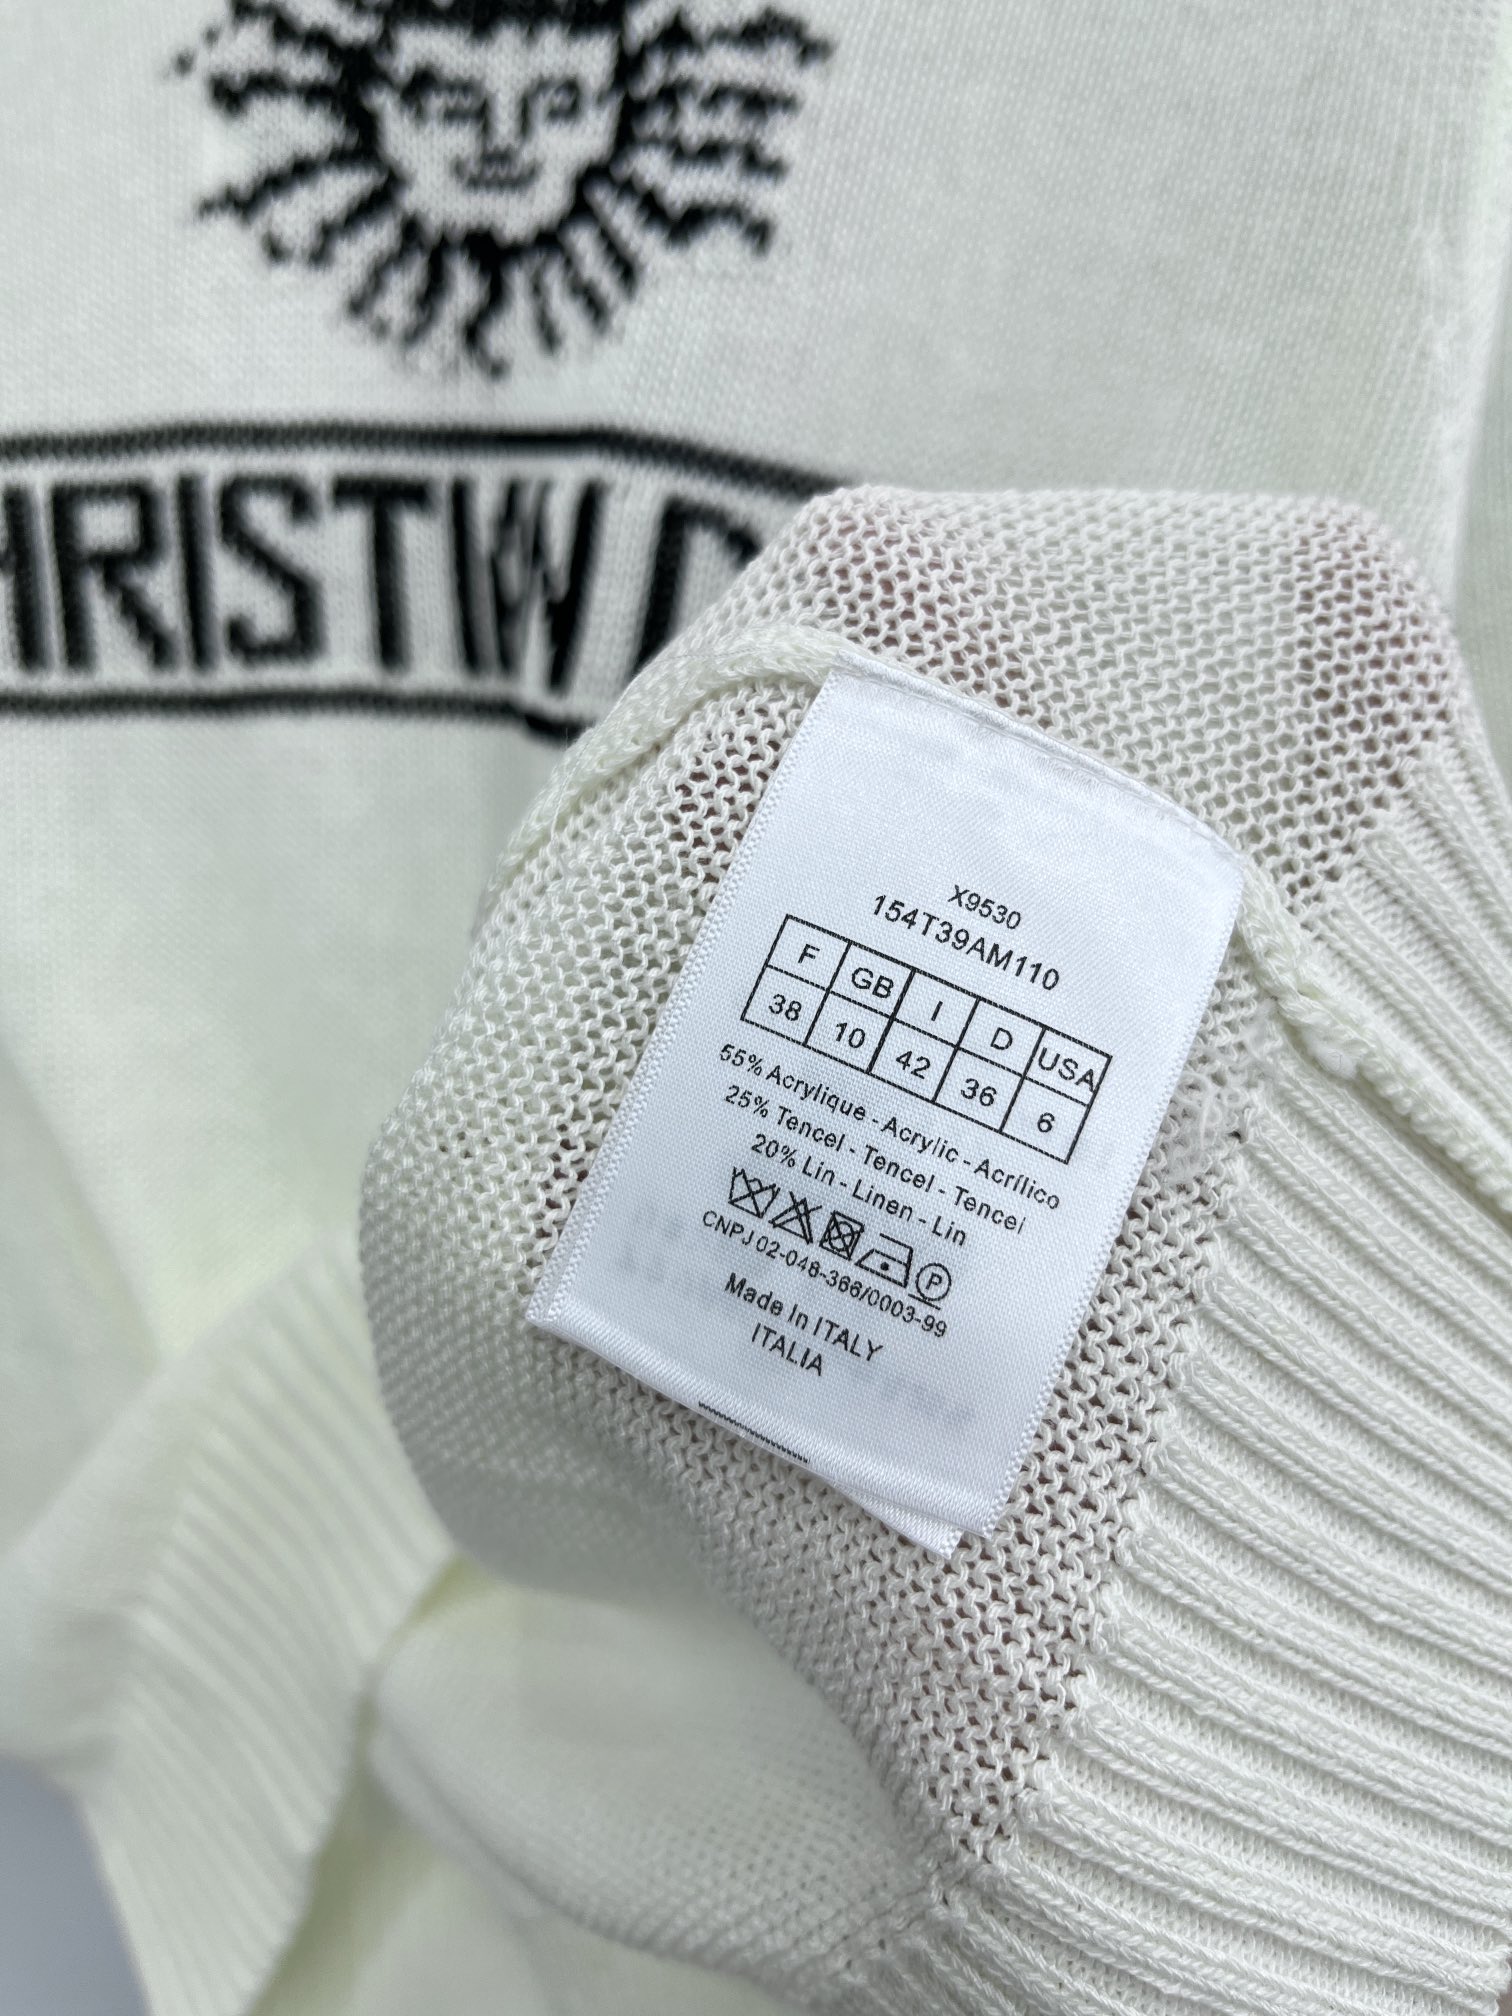 HRISTW D
X9530
154T39AM110
F GB I D USA
38 10 42 36 6
55% Acrylique - Acrylic - Acrílico
25% Tencel - Tencel - Tencel
20% Lin - Linen - Lin
P
CNPJ 02-048-366/0003-99
Made In ITALY
ITALIA